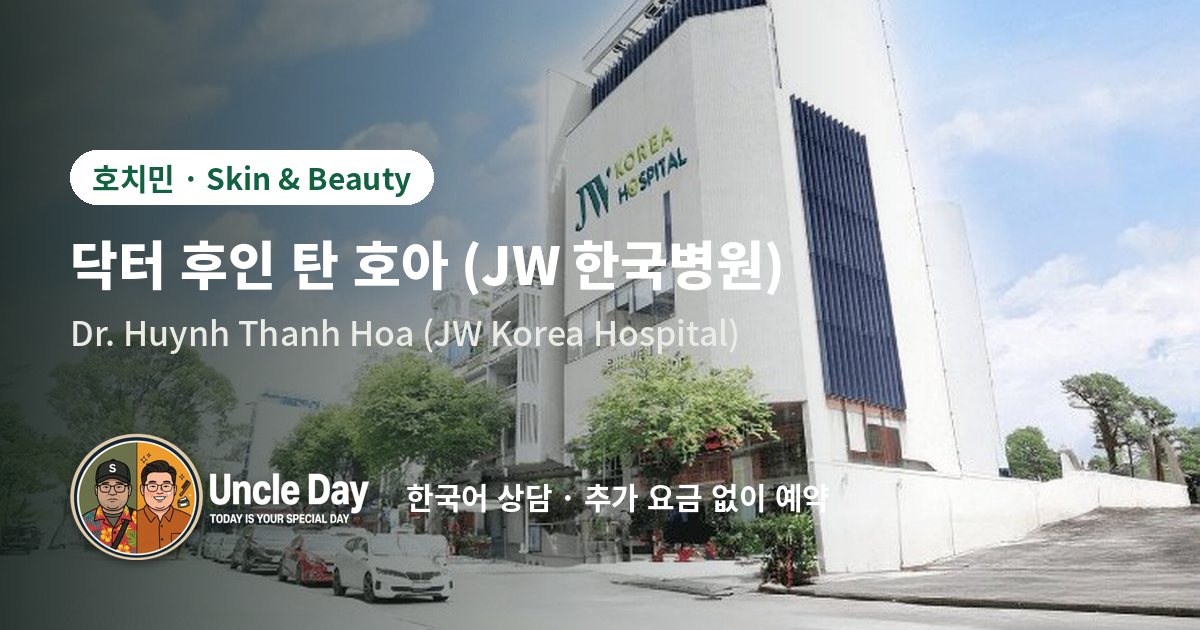 JW KOREA
HOSPITAL
호치민 · Skin & Beauty
닥터 후인 탄 호아 (JW 한국병원)
Dr. Huynh Thanh Hoa (JW Korea Hospital)
S
Uncle Day
TODAY IS YOUR SPECIAL DAY
한국어 상담 · 추가 요금 없이 예약